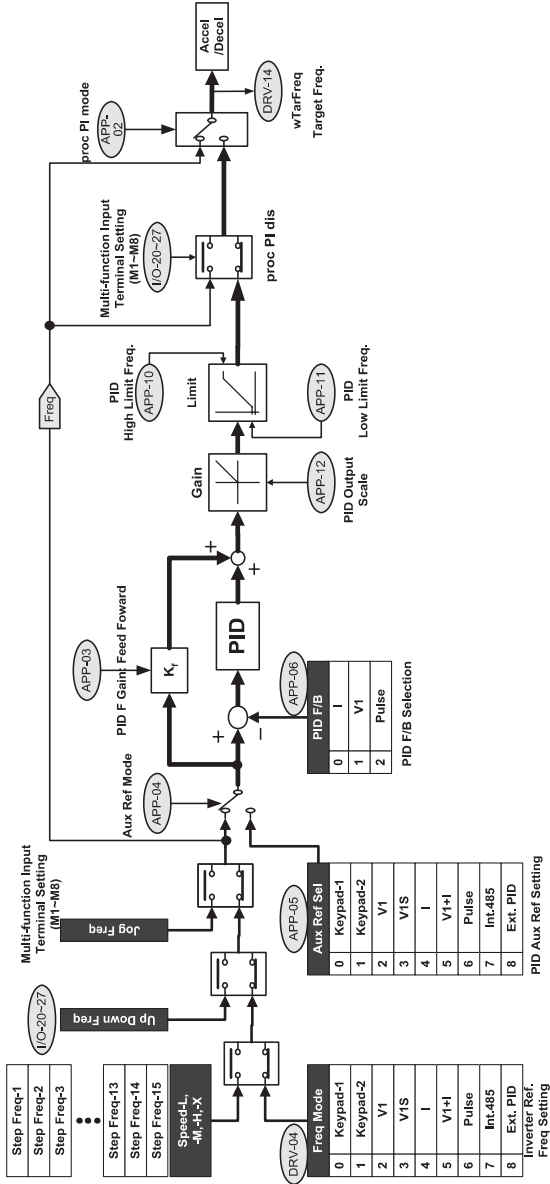 Step Freq-1
Step Freq-2
Step Freq-3
Step Freq-13
Step Freq-14
Step Freq-15
Speed-L,
-M,-H,-X
DRV-04
Freq Mode
0 Keypad-1
1 Keypad-2
2 V1
3 V1S
4 I
5 V1+I
6 Pulse
7 Int.485
8 Ext. PID
Inverter Ref.
Freq Setting
I/O-20~27
Up Down Freq
Multi-function Input
Terminal Setting
(M1~M8)
Jog Freq
Aux Ref Mode
APP-04
APP-05
Aux Ref Sel
0 Keypad-1
1 Keypad-2
2 V1
3 V1S
4 I
5 V1+I
6 Pulse
7 Int.485
8 Ext. PID
PID Aux Ref Setting
APP-03
PID F Gain: Feed Foward
Kf
+
−
PID
+
+
APP-06
PID F/B
0 I
1 V1
2 Pulse
PID F/B Selection
Freq
Gain
APP-12
PID Output
Scale
PID
High Limit Freq.
APP-10
Limit
APP-11
PID
Low Limit Freq.
Multi-function Input
Terminal Setting
(M1~M8)
I/O-20~27
proc PI dis
proc PI mode
APP-
02
Accel
/Decel
DRV-14
wTarFreq
Target Freq.